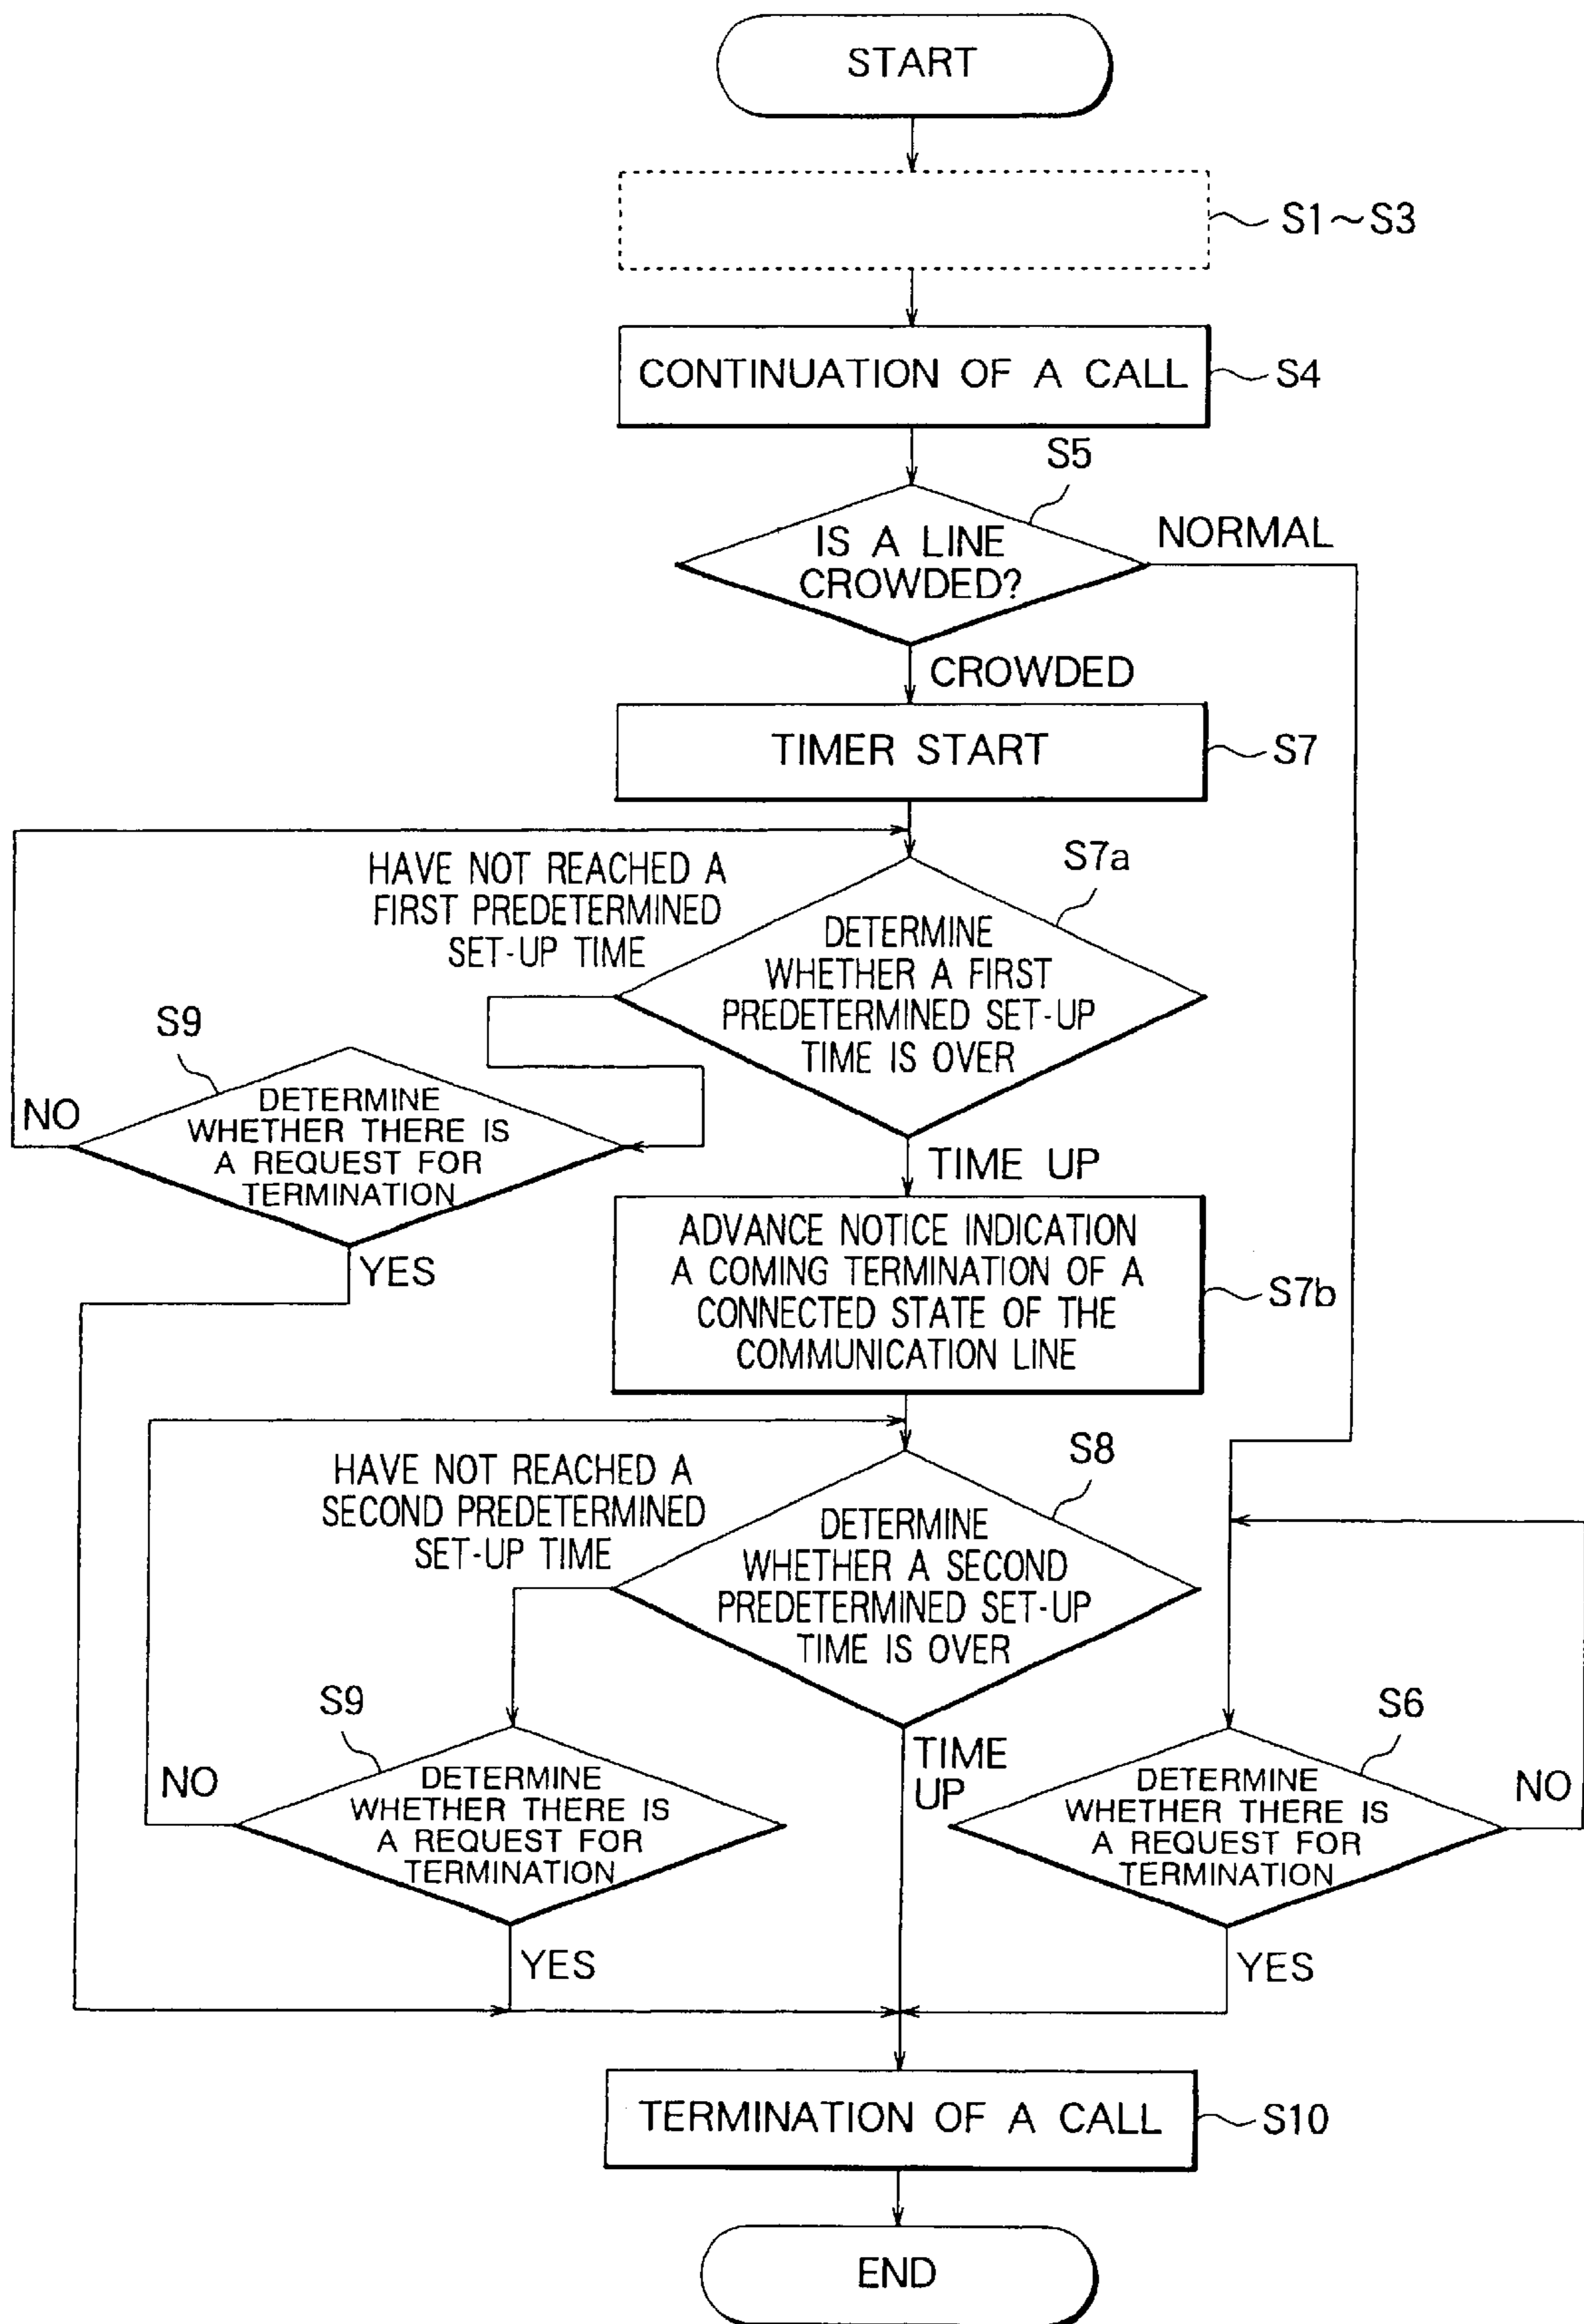 START
S1~S3
CONTINUATION OF A CALL
S4
S5
IS A LINE
CROWDED?
NORMAL
CROWDED
TIMER START
S7
HAVE NOT REACHED A
FIRST PREDETERMINED
SET-UP TIME
S7a
DETERMINE
WHETHER A FIRST
PREDETERMINED SET-UP
TIME IS OVER
S9
NO
DETERMINE
WHETHER THERE IS
A REQUEST FOR
TERMINATION
YES
TIME UP
ADVANCE NOTICE INDICATION
A COMING TERMINATION OF A
CONNECTED STATE OF THE
COMMUNICATION LINE
S7b
HAVE NOT REACHED A
SECOND PREDETERMINED
SET-UP TIME
S8
DETERMINE
WHETHER A SECOND
PREDETERMINED SET-UP
TIME IS OVER
S9
NO
DETERMINE
WHETHER THERE IS
A REQUEST FOR
TERMINATION
YES
TIME
UP
S6
DETERMINE
WHETHER THERE IS
A REQUEST FOR
TERMINATION
NO
YES
TERMINATION OF A CALL
S10
END